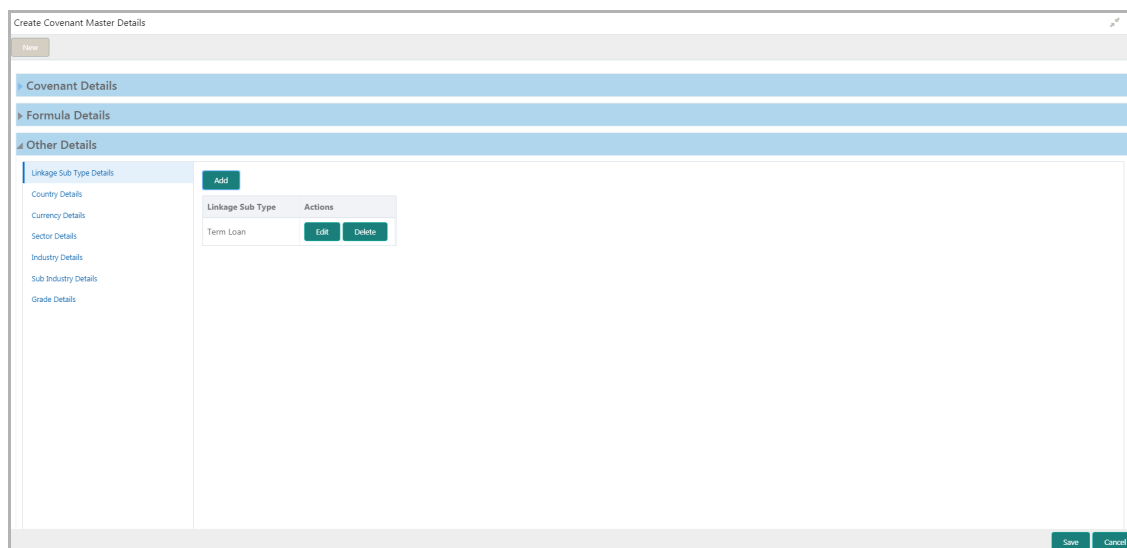 Create Covenant Master Details
New
Covenant Details
Formula Details
Other Details
Linkage Sub Type Details
Country Details
Currency Details
Sector Details
Industry Details
Sub Industry Details
Grade Details
Add
Linkage Sub Type Actions
Term Loan Edit Delete
Save Cancel